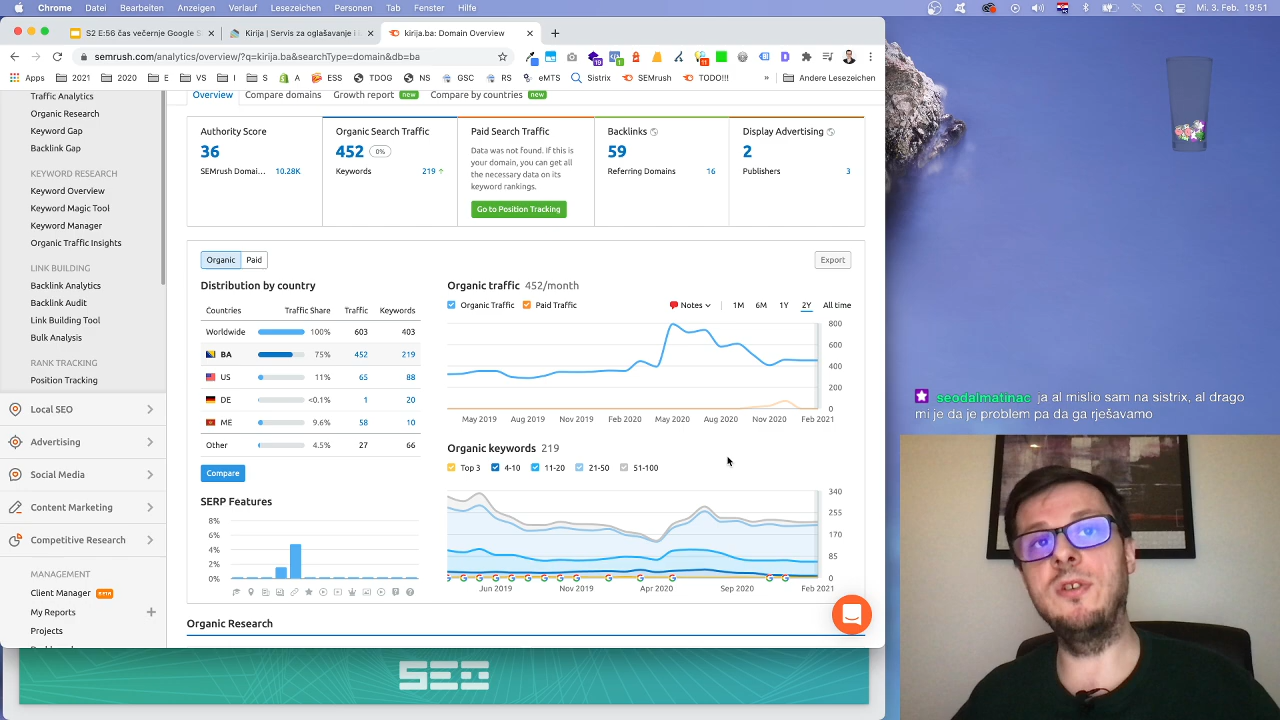 Chrome Datei Bearbeiten Anzeigen Verlauf Lesezeichen Personen Tab Fenster Hilfe Mi. 3. Feb. 19:51
S2 E:56 čas večernje Google S Kirija | Servis za oglašavanje i kirija.ba: Domain Overview
semrush.com/analytics/overview/?q=kirija.ba&searchType=domain&db=ba
Apps 2021 2020 E VS I S A ESS TDOG NS GSC RS eMTS Sistrix SEMrush TODO!!! » Andere Lesezeichen
Traffic Analytics
Organic Research
Keyword Gap
Backlink Gap
KEYWORD RESEARCH
Keyword Overview
Keyword Magic Tool
Keyword Manager
Organic Traffic Insights
LINK BUILDING
Backlink Analytics
Backlink Audit
Link Building Tool
Bulk Analysis
RANK TRACKING
Position Tracking
Local SEO
Advertising
Social Media
Content Marketing
Competitive Research
MANAGEMENT
Client Manager BETA
My Reports
Projects
Overview Compare domains Growth report new Compare by countries new
Authority Score
36
SEMrush Domai... 10.28K
Organic Search Traffic
452 0%
Keywords 219 ↑
Paid Search Traffic
Data was not found. If this
is your domain, you can get all
the necessary data on its
keyword rankings.
Go to Position Tracking
Backlinks
59
Referring Domains 16
Display Advertising
2
Publishers 3
Organic Paid Export
Distribution by country
Countries Traffic Share Traffic Keywords
Worldwide 100% 603 403
BA 75% 452 219
US 11% 65 88
DE <0.1% 1 20
ME 9.6% 58 10
Other 4.5% 27 66
Compare
SERP Features
8%
6%
4%
2%
0%
Organic traffic 452/month
Organic Traffic Paid Traffic Notes 1M 6M 1Y 2Y All time
800
600
400
200
0
May 2019 Aug 2019 Nov 2019 Feb 2020 May 2020 Aug 2020 Nov 2020 Feb 2021
Organic keywords 219
Top 3 4-10 11-20 21-50 51-100
340
255
170
85
0
Jun 2019 Nov 2019 Apr 2020 Sep 2020 Feb 2021
Organic Research
SEO
seodalmatinac ja al mislio sam na sistrix, al drago
mi je da je problem pa da ga rješavamo